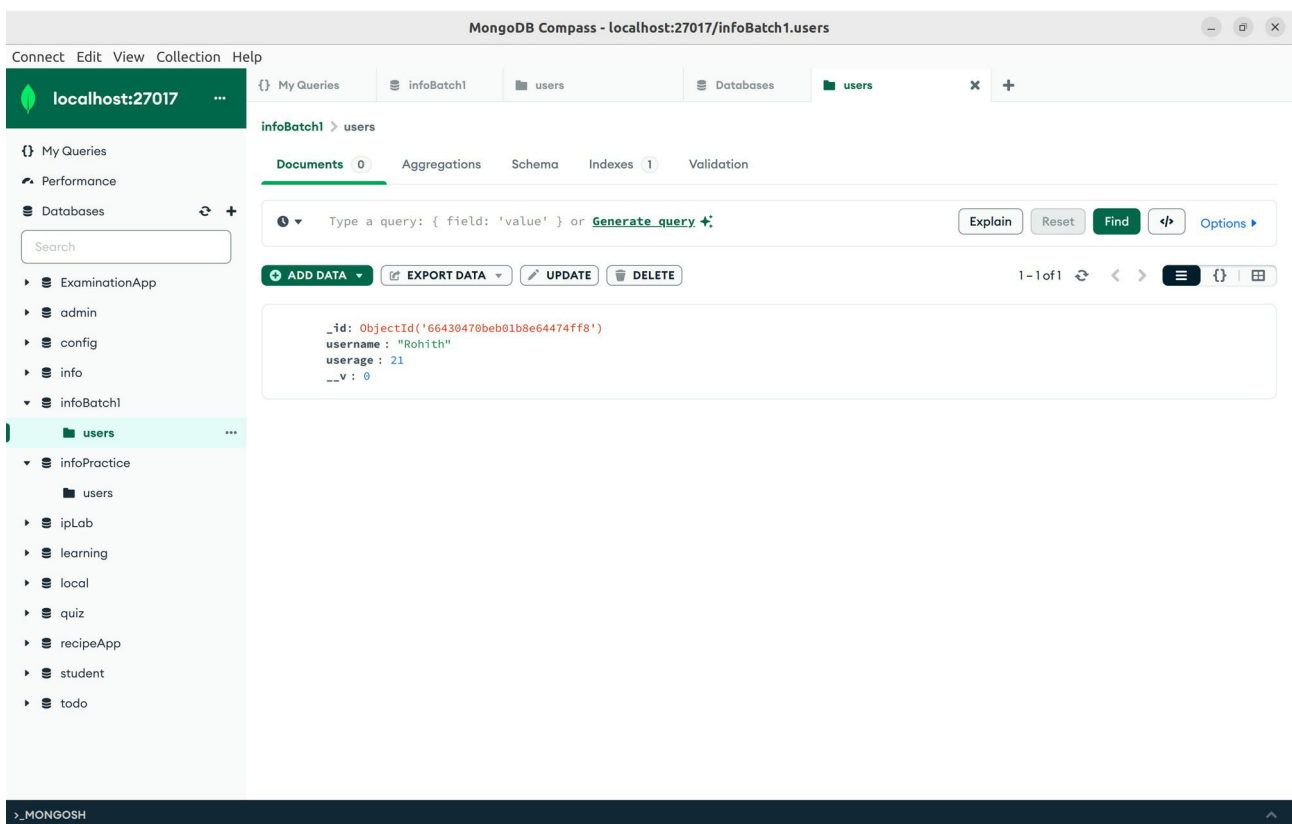 MongoDB Compass - localhost:27017/infoBatch1.users
Connect Edit View Collection Help
localhost:27017 ...
{} My Queries
Performance
Databases
Search
ExaminationApp
admin
config
info
infoBatch1
users ...
infoPractice
users
ipLab
learning
local
quiz
recipeApp
student
todo
{} My Queries infoBatch1 users Databases users
infoBatch1 > users
Documents 0 Aggregations Schema Indexes 1 Validation
Type a query: { field: 'value' } or Generate query
Explain Reset Find </> Options
ADD DATA EXPORT DATA UPDATE DELETE
1-1 of 1 {}
_id: ObjectId('66430470beb01b8e64474ff8')
username : "Rohith"
userage : 21
__v : 0
>_MONGOSH